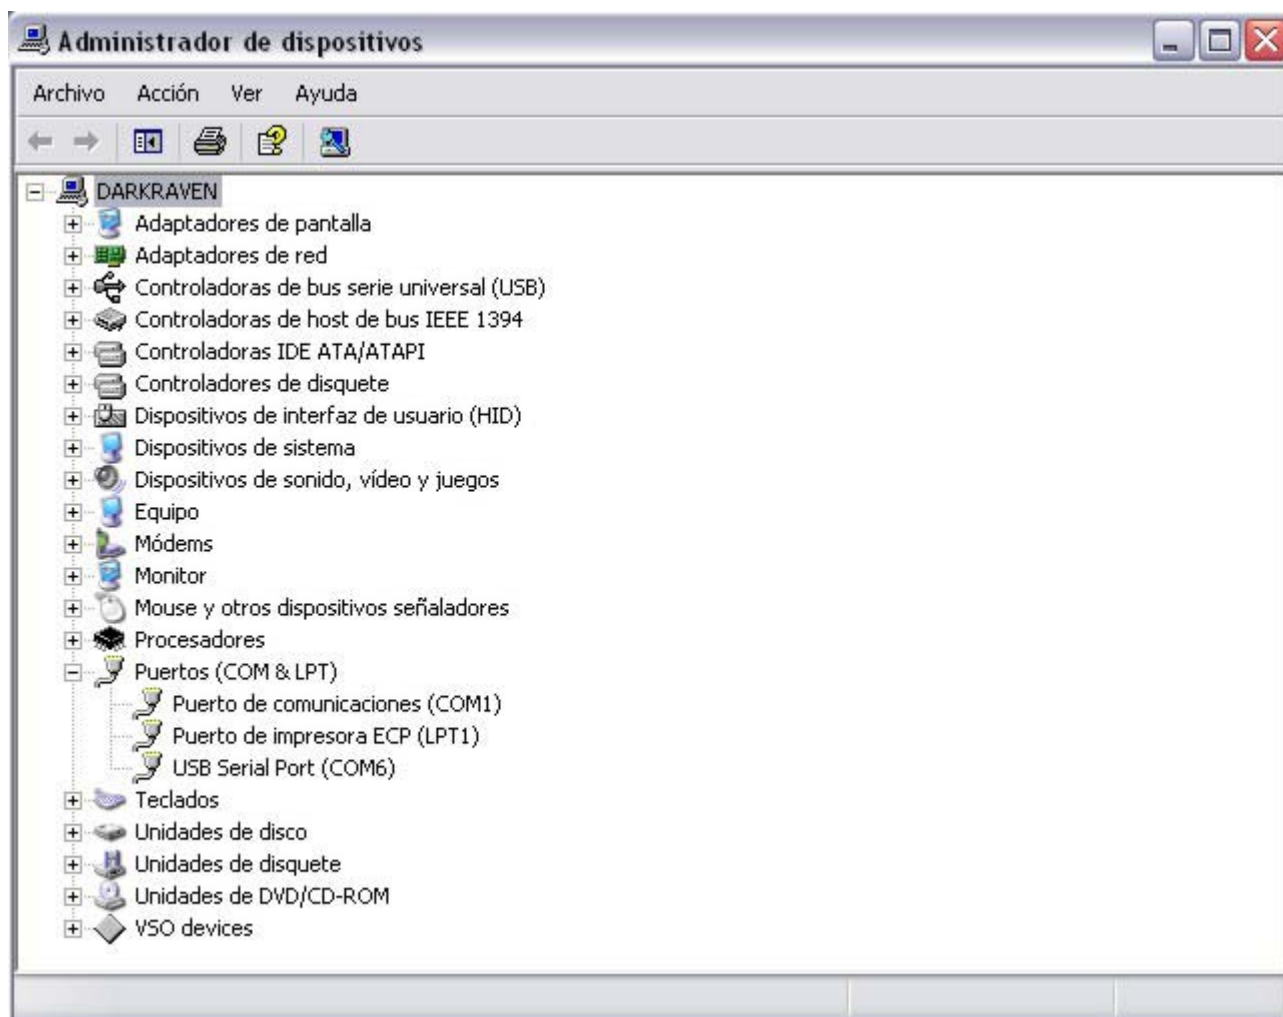 Administrador de dispositivos
Archivo Acción Ver Ayuda
DARKRAVEN
Adaptadores de pantalla
Adaptadores de red
Controladoras de bus serie universal (USB)
Controladoras de host de bus IEEE 1394
Controladoras IDE ATA/ATAPI
Controladores de disquete
Dispositivos de interfaz de usuario (HID)
Dispositivos de sistema
Dispositivos de sonido, vídeo y juegos
Equipo
Módems
Monitor
Mouse y otros dispositivos señaladores
Procesadores
Puertos (COM & LPT)
Puerto de comunicaciones (COM1)
Puerto de impresora ECP (LPT1)
USB Serial Port (COM6)
Teclados
Unidades de disco
Unidades de disquete
Unidades de DVD/CD-ROM
VSO devices